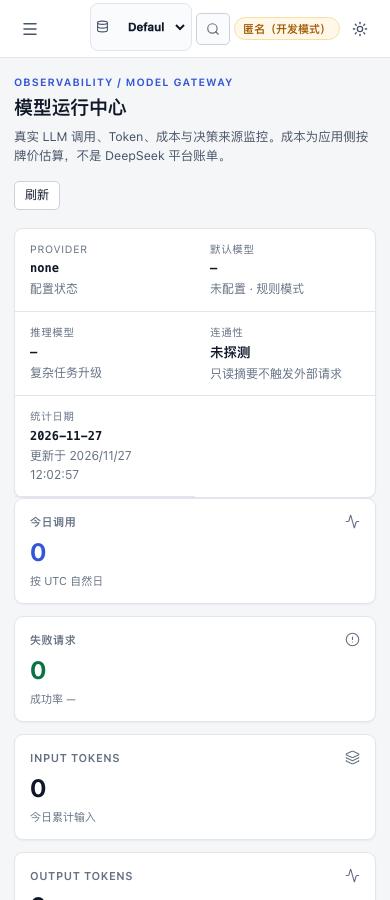 Defaul
匿名（开发模式）
OBSERVABILITY / MODEL GATEWAY
模型运行中心
真实 LLM 调用、Token、成本与决策来源监控。成本为应用侧按
牌价估算，不是 DeepSeek 平台账单。
刷新
PROVIDER
none
配置状态
默认模型
—
未配置 · 规则模式
推理模型
—
复杂任务升级
连通性
未探测
只读摘要不触发外部请求
统计日期
2026-11-27
更新于 2026/11/27
12:02:57
今日调用
0
按 UTC 自然日
失败请求
0
成功率 —
INPUT TOKENS
0
今日累计输入
OUTPUT TOKENS